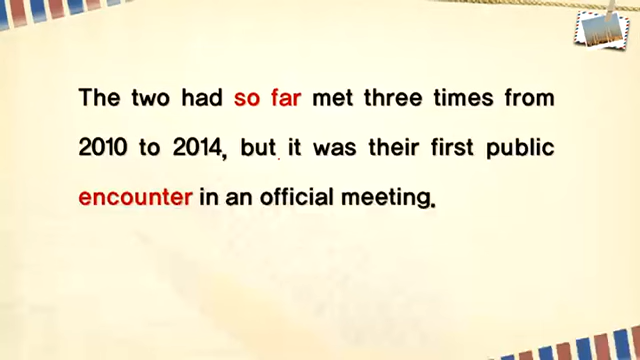 The two had so far met three times from
2010 to 2014, but it was their first public
encounter in an official meeting.